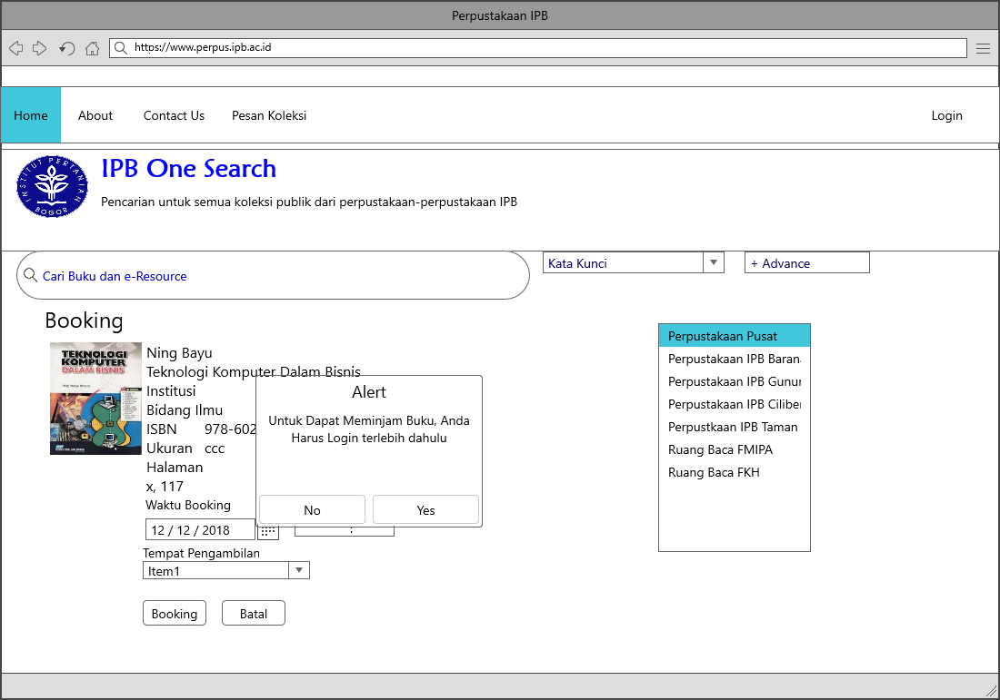 Perpustakaan IPB
https://www.perpus.ipb.ac.id
Home About Contact Us Pesan Koleksi Login
INSTITUT PERTANIAN BOGOR
IPB One Search
Pencarian untuk semua koleksi publik dari perpustakaan-perpustakaan IPB
Cari Buku dan e-Resource
Kata Kunci
+ Advance
Booking
TEKNOLOGI
KOMPUTER
DALAM BISNIS
Ning Bayu
Teknologi Komputer Dalam Bisnis
Institusi
Bidang Ilmu
ISBN 978-602
Ukuran ccc
Halaman
x, 117
Waktu Booking
12 / 12 / 2018
:
Tempat Pengambilan
Item1
Booking Batal
Alert
Untuk Dapat Meminjam Buku, Anda
Harus Login terlebih dahulu
No Yes
Perpustakaan Pusat
Perpustakaan IPB Baran
Perpustakaan IPB Gunun
Perpustakaan IPB Ciliber
Perpustkaan IPB Taman
Ruang Baca FMIPA
Ruang Baca FKH